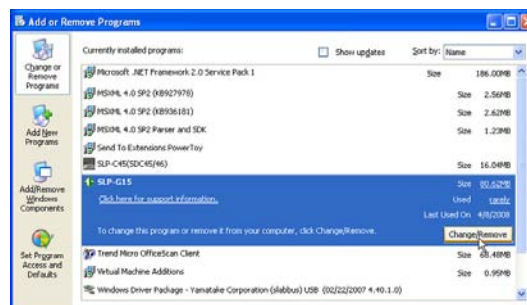 Add or Remove Programs
Change or Remove Programs
Add New Programs
Add/Remove Windows Components
Set Program Access and Defaults
Currently installed programs:
Show updates
Sort by: Name
Microsoft .NET Framework 2.0 Service Pack 1 Size 186.00MB
MSXML 4.0 SP2 (KB927978) Size 2.56MB
MSXML 4.0 SP2 (KB936181) Size 2.62MB
MSXML 4.0 SP2 Parser and SDK Size 1.23MB
Send To Extensions PowerToy
SLP-C45(SDC45/46) Size 16.04MB
SLP-G15 Size 80.62MB
Click here for support information. Used rarely
Last Used On 4/8/2008
To change this program or remove it from your computer, click Change/Remove. Change/Remove
Trend Micro OfficeScan Client Size 68.48MB
Virtual Machine Additions Size 0.95MB
Windows Driver Package - Yamatake Corporation (slabbus) USB (02/22/2007 4.40.1.0)